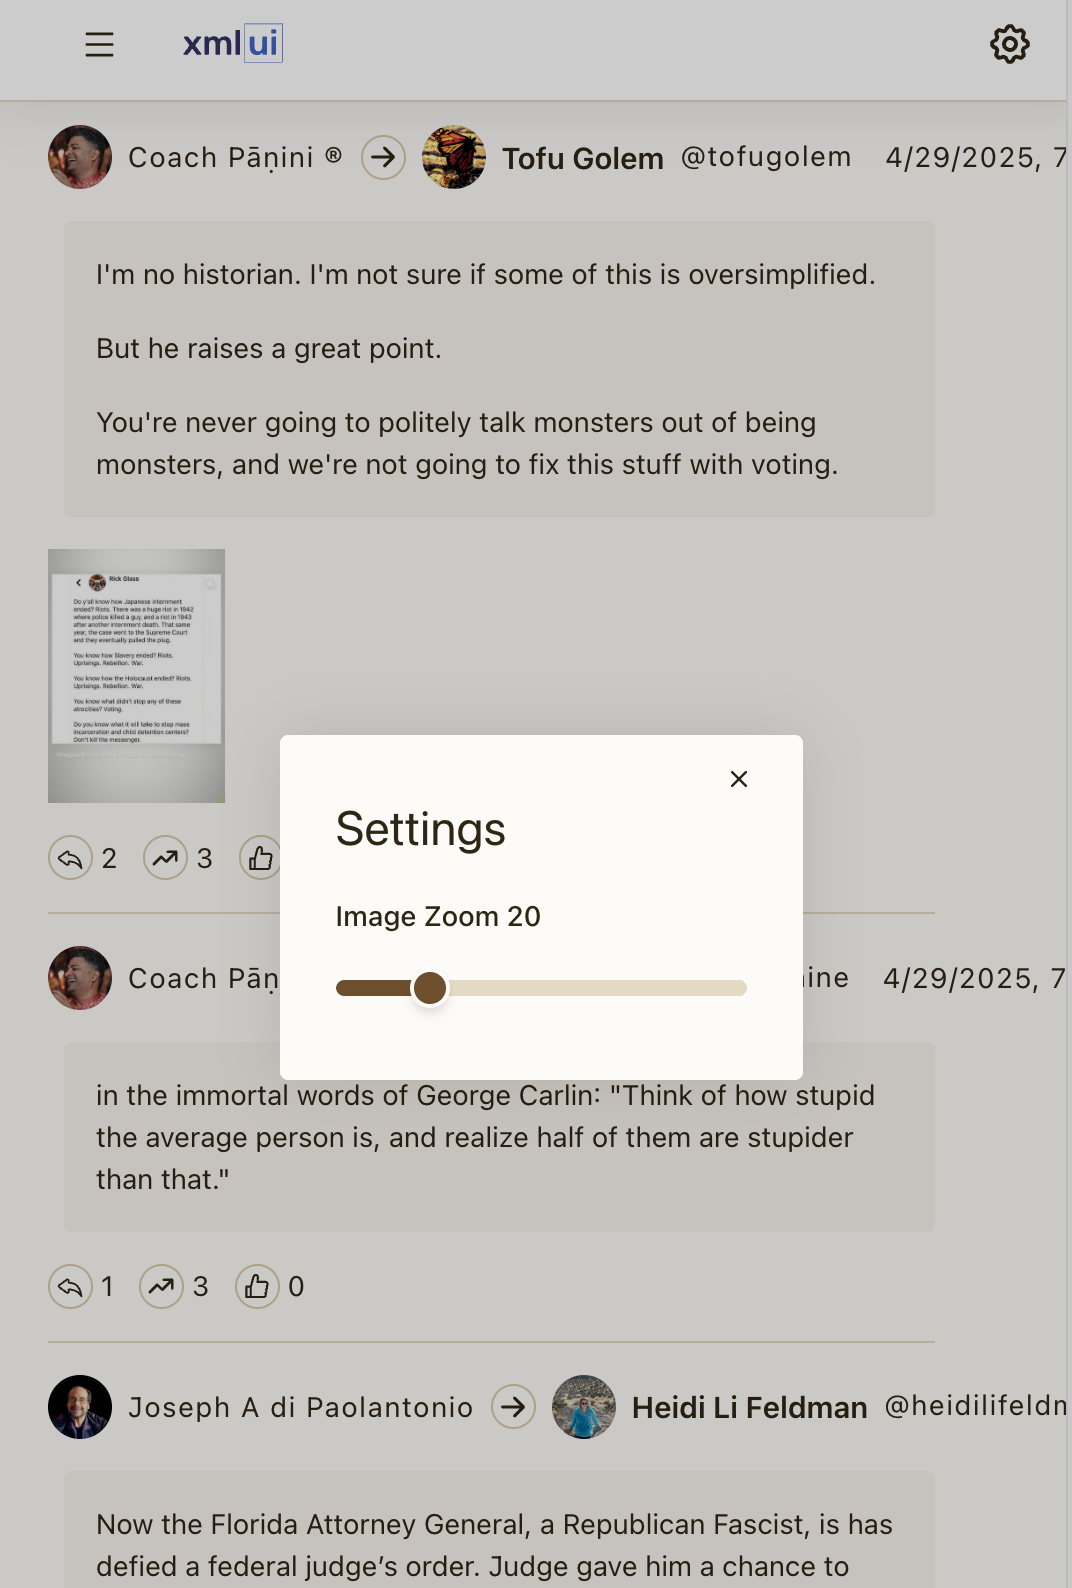 xmlui
Coach Pāṇini ® Tofu Golem @tofugolem 4/29/2025, 7
I'm no historian. I'm not sure if some of this is oversimplified.
But he raises a great point.
You're never going to politely talk monsters out of being
monsters, and we're not going to fix this stuff with voting.
Rick Glass
Do y'all know how Japanese internment
ended? Riots. There was a huge riot in 1942
where police killed a guy, and a riot in 1943
after another internment death. That same
year, the case went to the Supreme Court
and they eventually pulled the plug.
You know how Slavery ended? Riots.
Uprisings. Rebellion. War.
You know how the Holocaust ended? Riots.
Uprisings. Rebellion. War.
You know what didn't stop any of these
atrocities? Voting.
Do you know what it will take to stop mass
incarceration and child detention centers?
Don't kill the messenger.
2 3
Settings
Image Zoom 20
Coach Pāṇ ine 4/29/2025, 7
in the immortal words of George Carlin: "Think of how stupid
the average person is, and realize half of them are stupider
than that."
1 3 0
Joseph A di Paolantonio Heidi Li Feldman @heidilifeldm
Now the Florida Attorney General, a Republican Fascist, is has
defied a federal judge’s order. Judge gave him a chance to